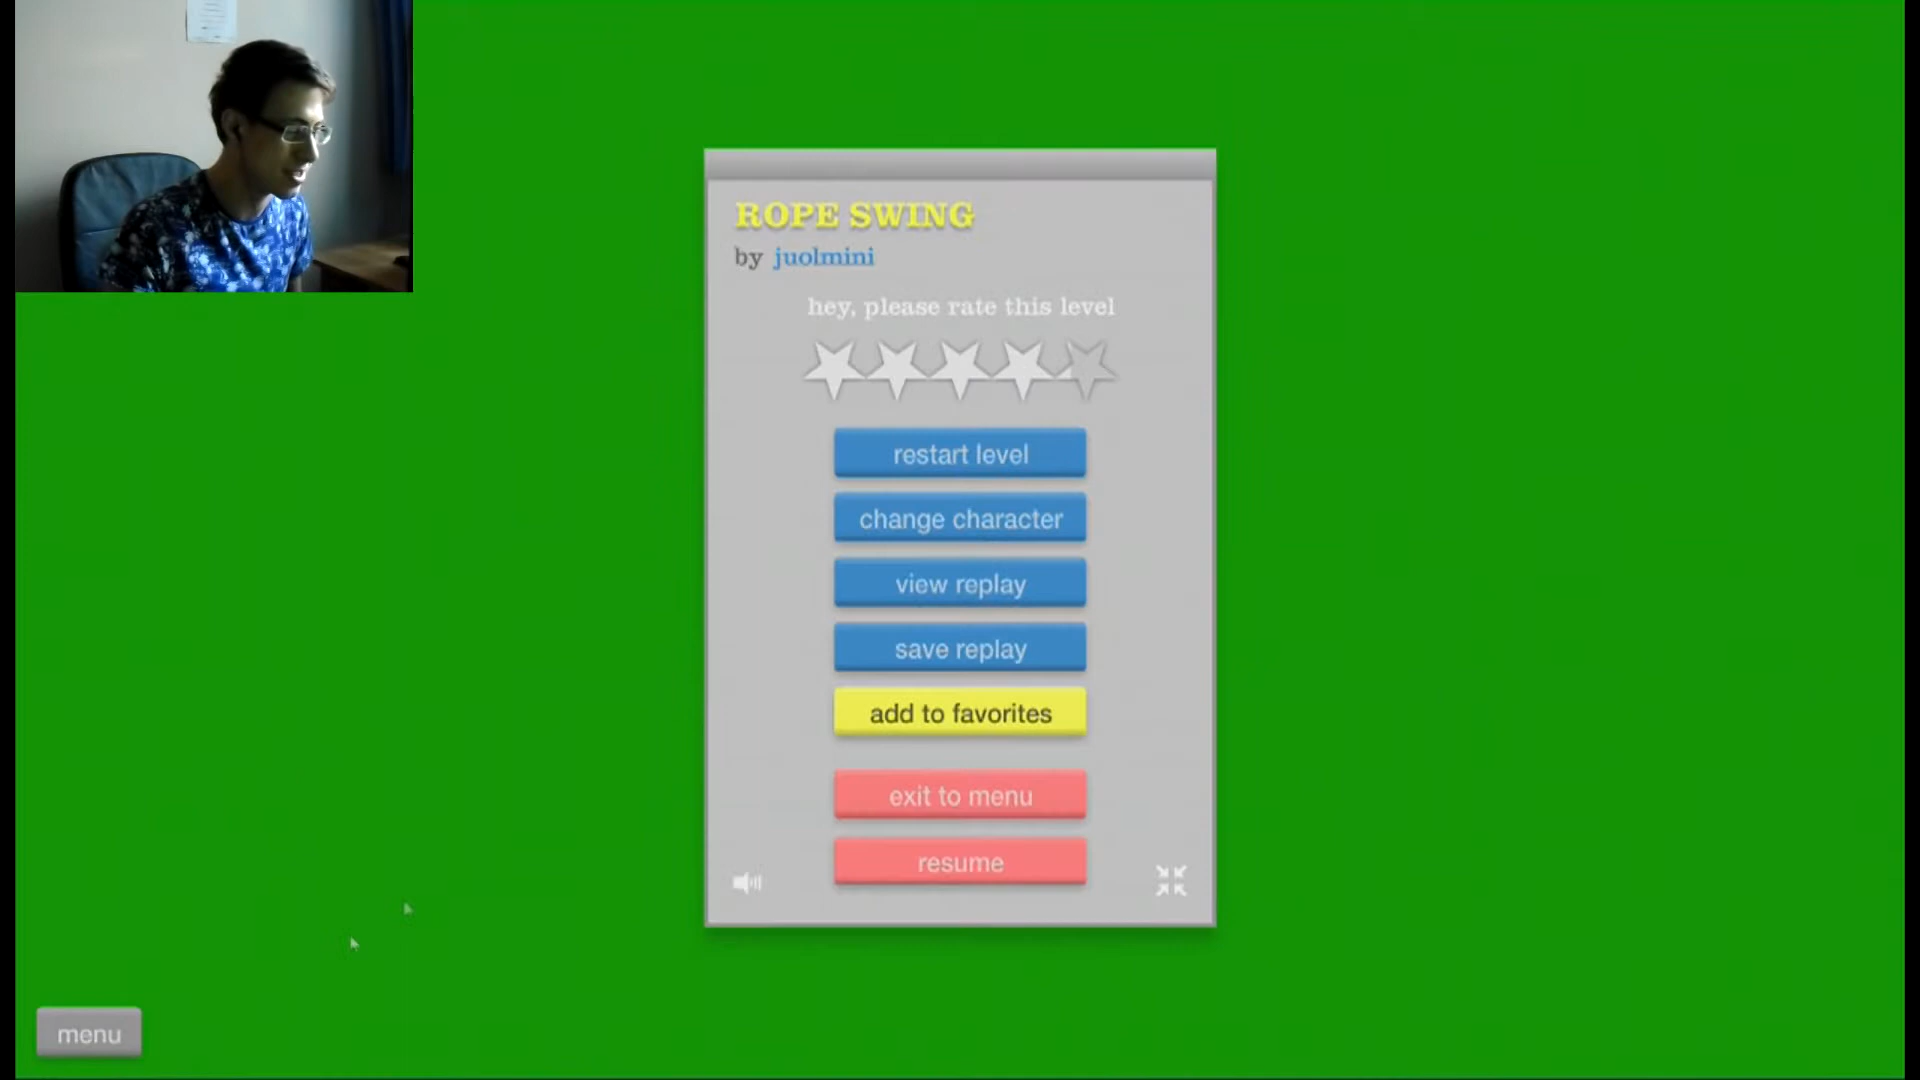 ROPE SWING
by juolmini
hey, please rate this level
restart level
change character
view replay
save replay
add to favorites
exit to menu
resume
menu